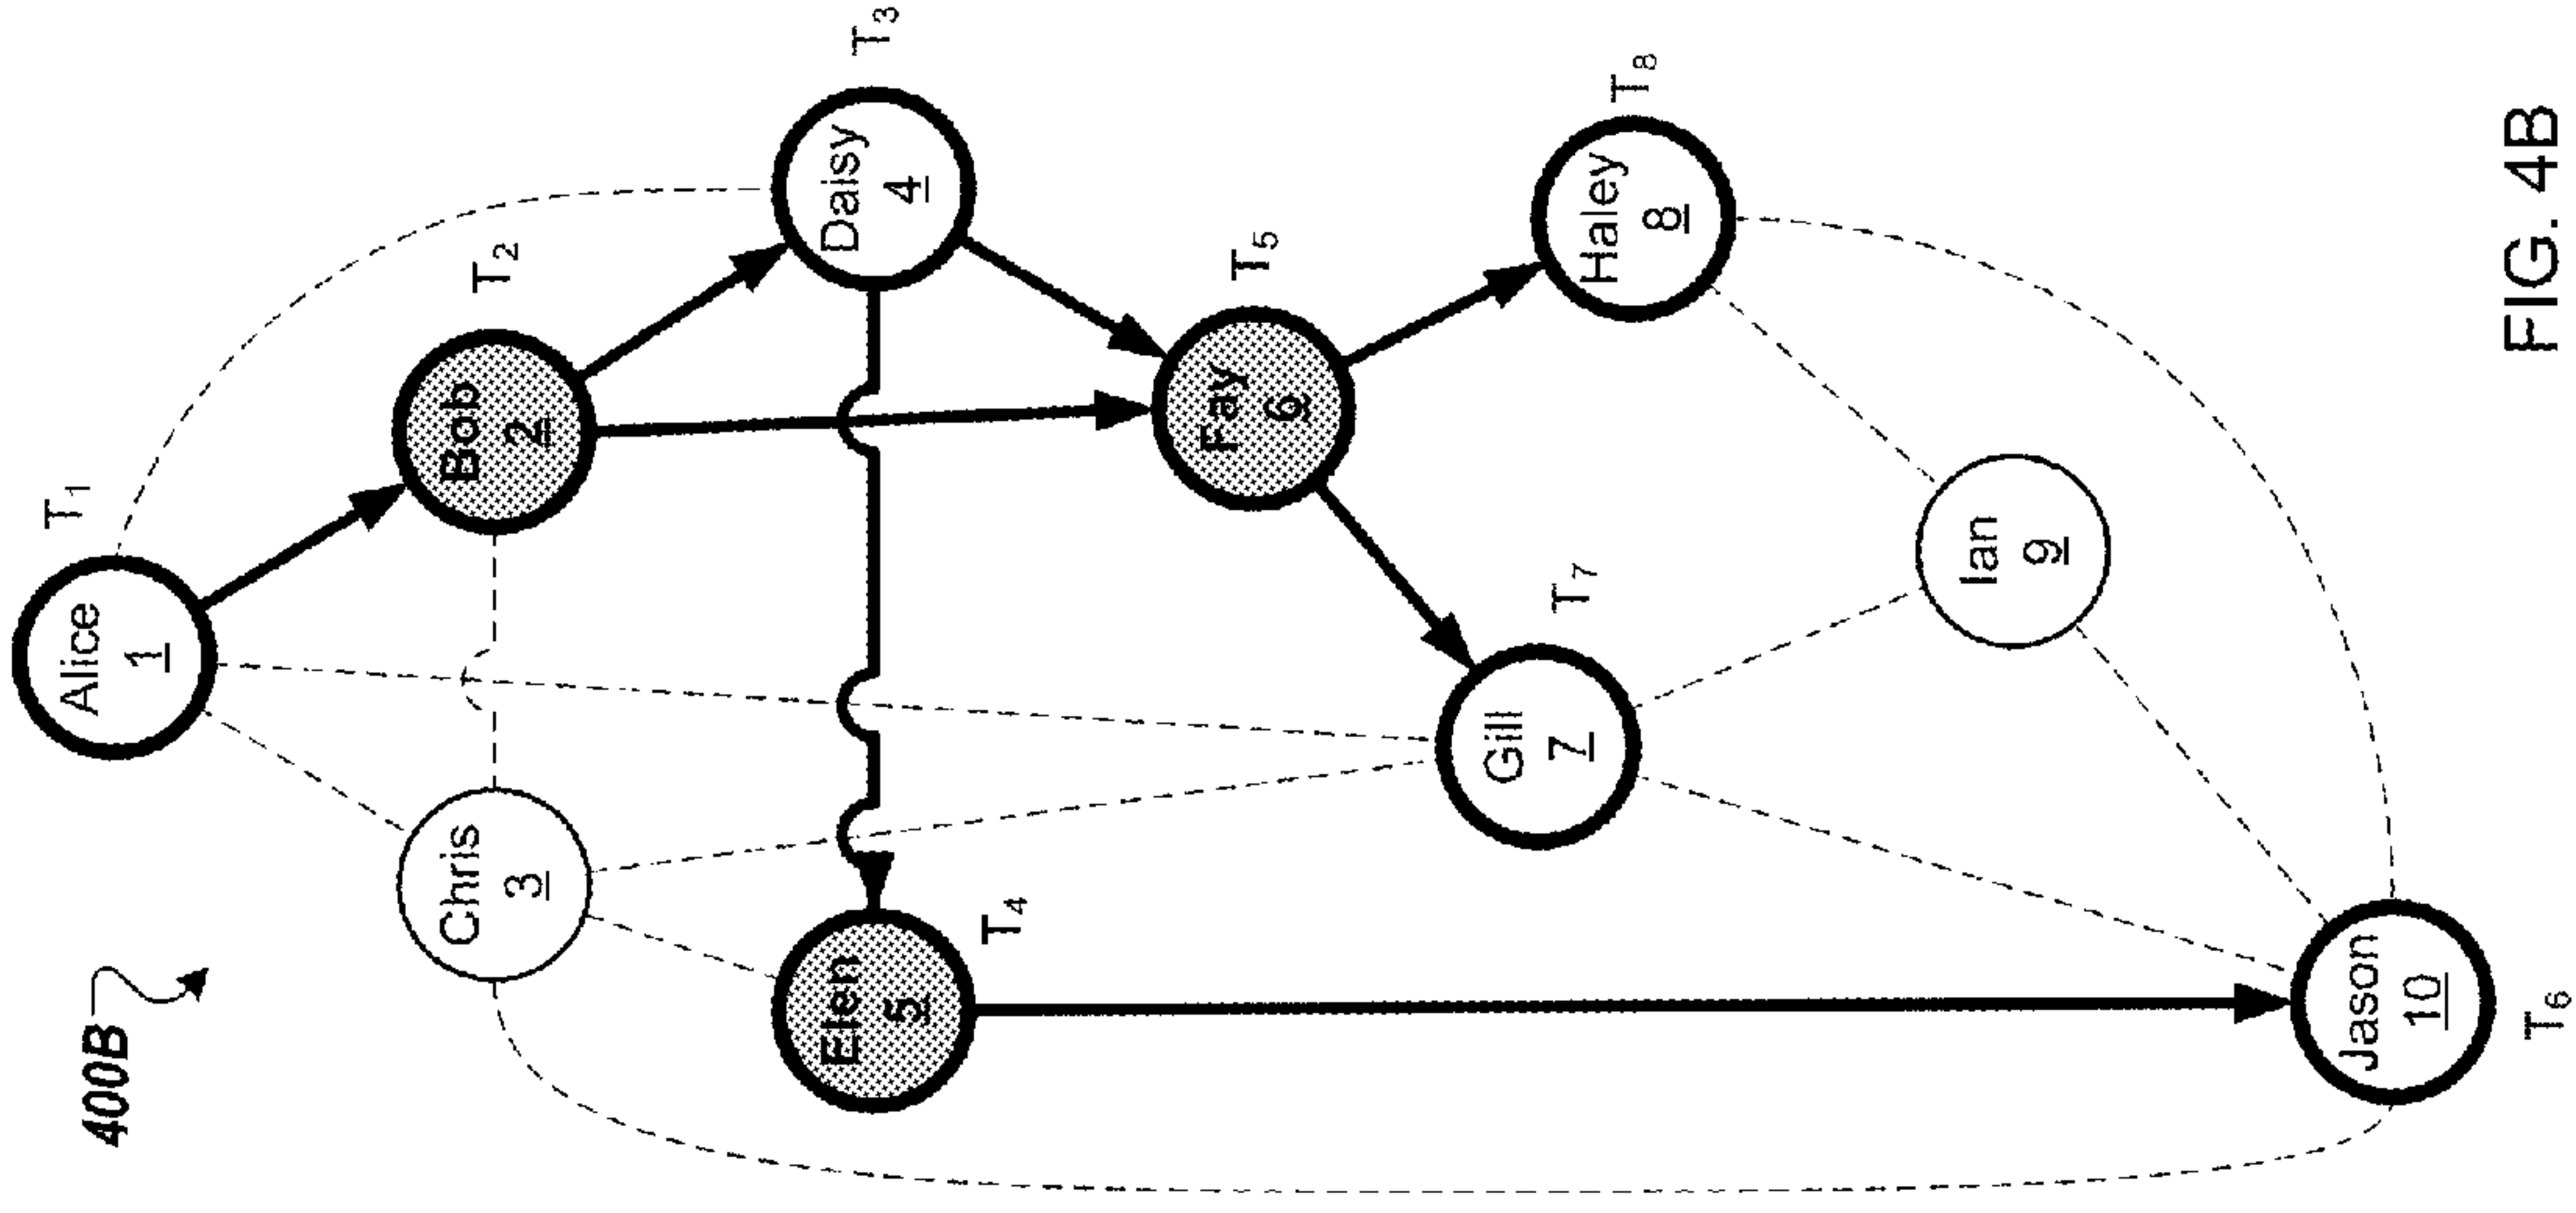 400B
Alice
1
T1
Chris
3
Bob
2
T2
Elen
5
T4
Daisy
4
T3
Fay
6
T5
Gill
7
T7
Haley
8
T8
Ian
9
Jason
10
T6
FIG. 4B